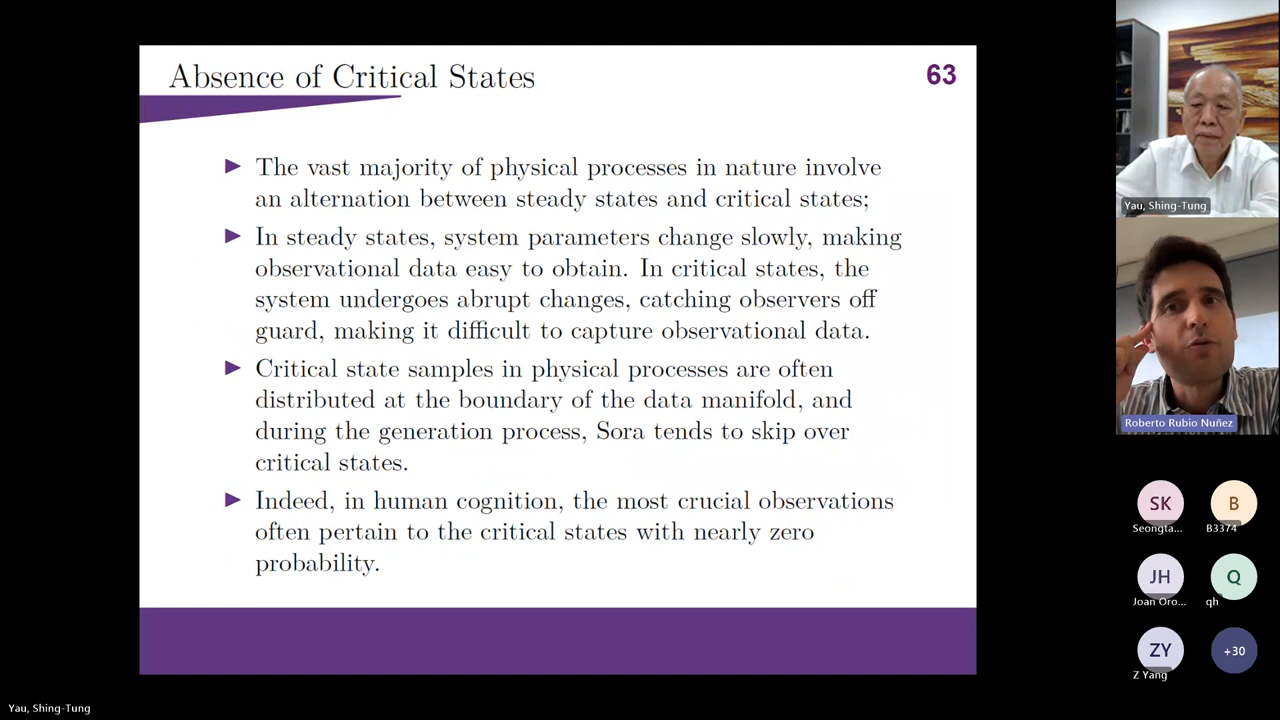 Absence of Critical States
63
The vast majority of physical processes in nature involve
an alternation between steady states and critical states;
In steady states, system parameters change slowly, making
observational data easy to obtain. In critical states, the
system undergoes abrupt changes, catching observers off
guard, making it difficult to capture observational data.
Critical state samples in physical processes are often
distributed at the boundary of the data manifold, and
during the generation process, Sora tends to skip over
critical states.
Indeed, in human cognition, the most crucial observations
often pertain to the critical states with nearly zero
probability.
Yau, Shing-Tung
Roberto Rubio Nuñez
SK
Seongta...
B
B3374
JH
Joan Oro...
Q
qh
ZY
Z Yang
+30
Yau, Shing-Tung